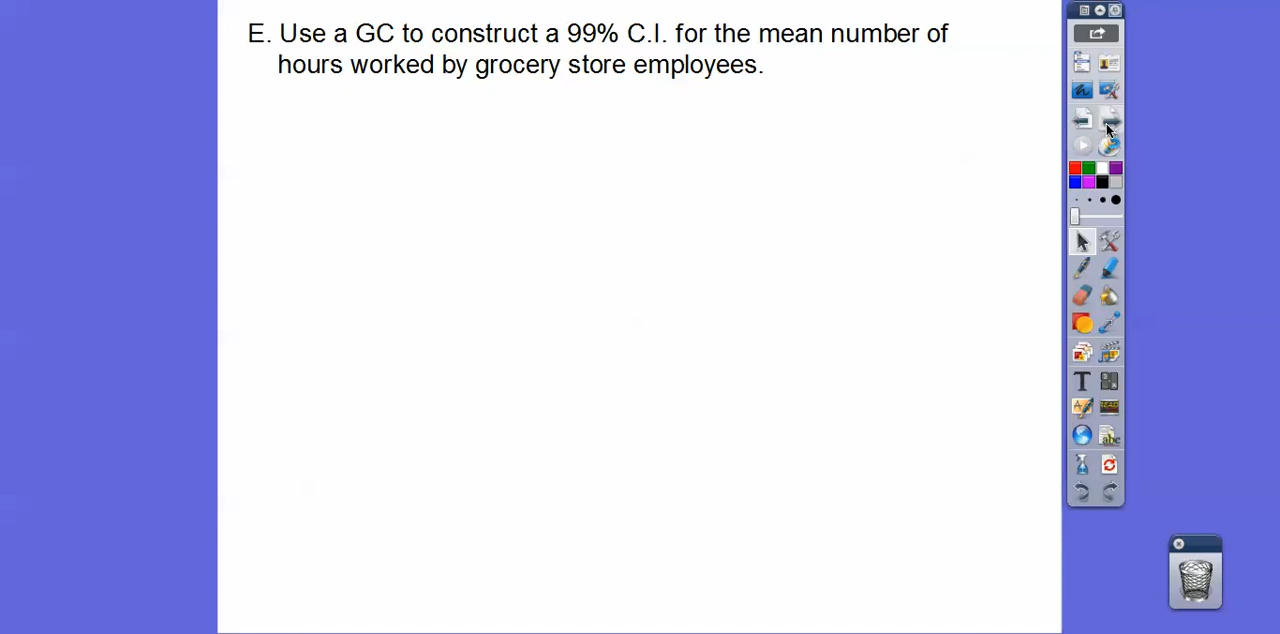 E. Use a GC to construct a 99% C.I. for the mean number of
hours worked by grocery store employees.